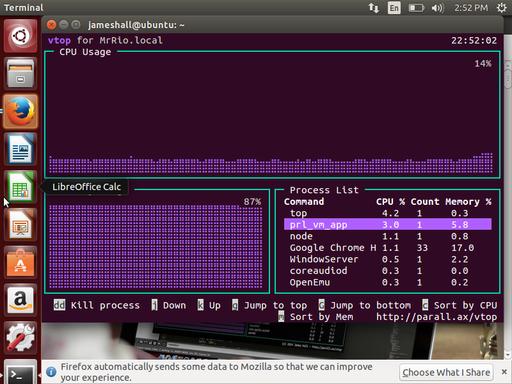 Terminal
En
2:52 PM
jameshall@ubuntu: ~
vtop for MrRio.local
22:52:02
CPU Usage
14%
LibreOffice Calc
87%
Process List
Command CPU % Count Memory %
top 4.2 1 0.3
prl_vm_app 3.0 1 5.8
node 1.1 1 0.8
Google Chrome H 1.1 33 17.0
WindowServer 0.5 1 2.2
coreaudiod 0.3 1 0.0
OpenEmu 0.3 1 0.2
dd Kill process j Down k Up g Jump to top G Jump to bottom c Sort by CPU
m Sort by Mem http://parall.ax/vtop
Firefox automatically sends some data to Mozilla so that we can improve
your experience.
Choose What I Share